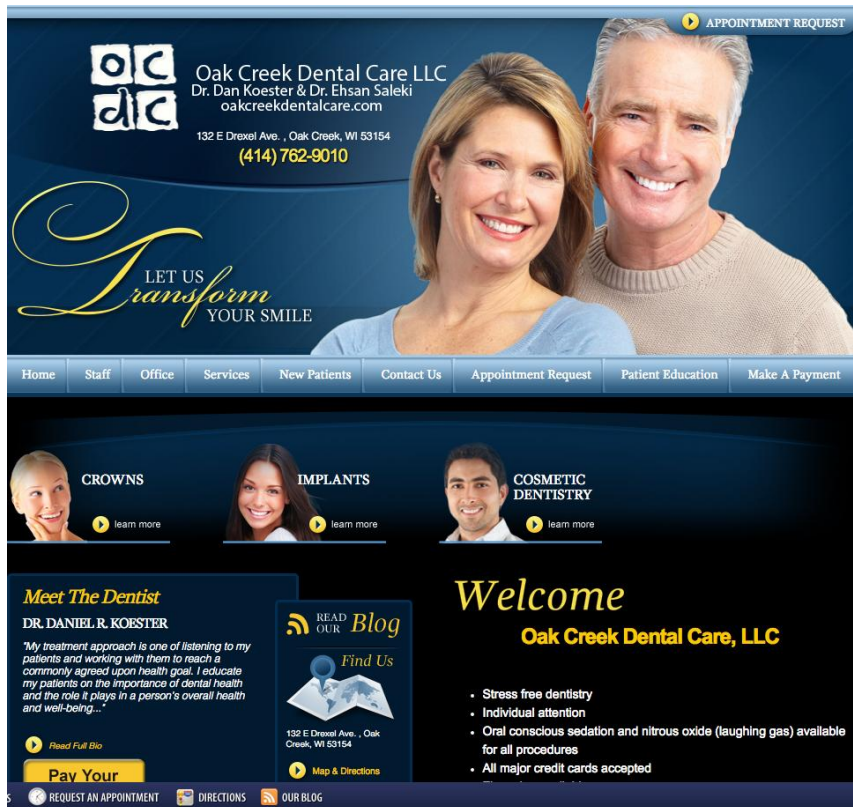 APPOINTMENT REQUEST
oc
dc
Oak Creek Dental Care LLC
Dr. Dan Koester & Dr. Ehsan Saleki
oakcreekdentalcare.com
132 E Drexel Ave. , Oak Creek, WI 53154
(414) 762-9010
LET US
Transform
YOUR SMILE
Home Staff Office Services New Patients Contact Us Appointment Request Patient Education Make A Payment
CROWNS
learn more
IMPLANTS
learn more
COSMETIC
DENTISTRY
learn more
Meet The Dentist
DR. DANIEL R. KOESTER
"My treatment approach is one of listening to my
patients and working with them to reach a
commonly agreed upon health goal. I educate
my patients on the importance of dental health
and the role it plays in a person's overall health
and well-being..."
Read Full Bio
Pay Your
READ
OUR Blog
Find Us
132 E Drexel Ave. , Oak
Creek, WI 53154
Map & Directions
Welcome
Oak Creek Dental Care, LLC
• Stress free dentistry
• Individual attention
• Oral conscious sedation and nitrous oxide (laughing gas) available
for all procedures
• All major credit cards accepted
S REQUEST AN APPOINTMENT DIRECTIONS OUR BLOG